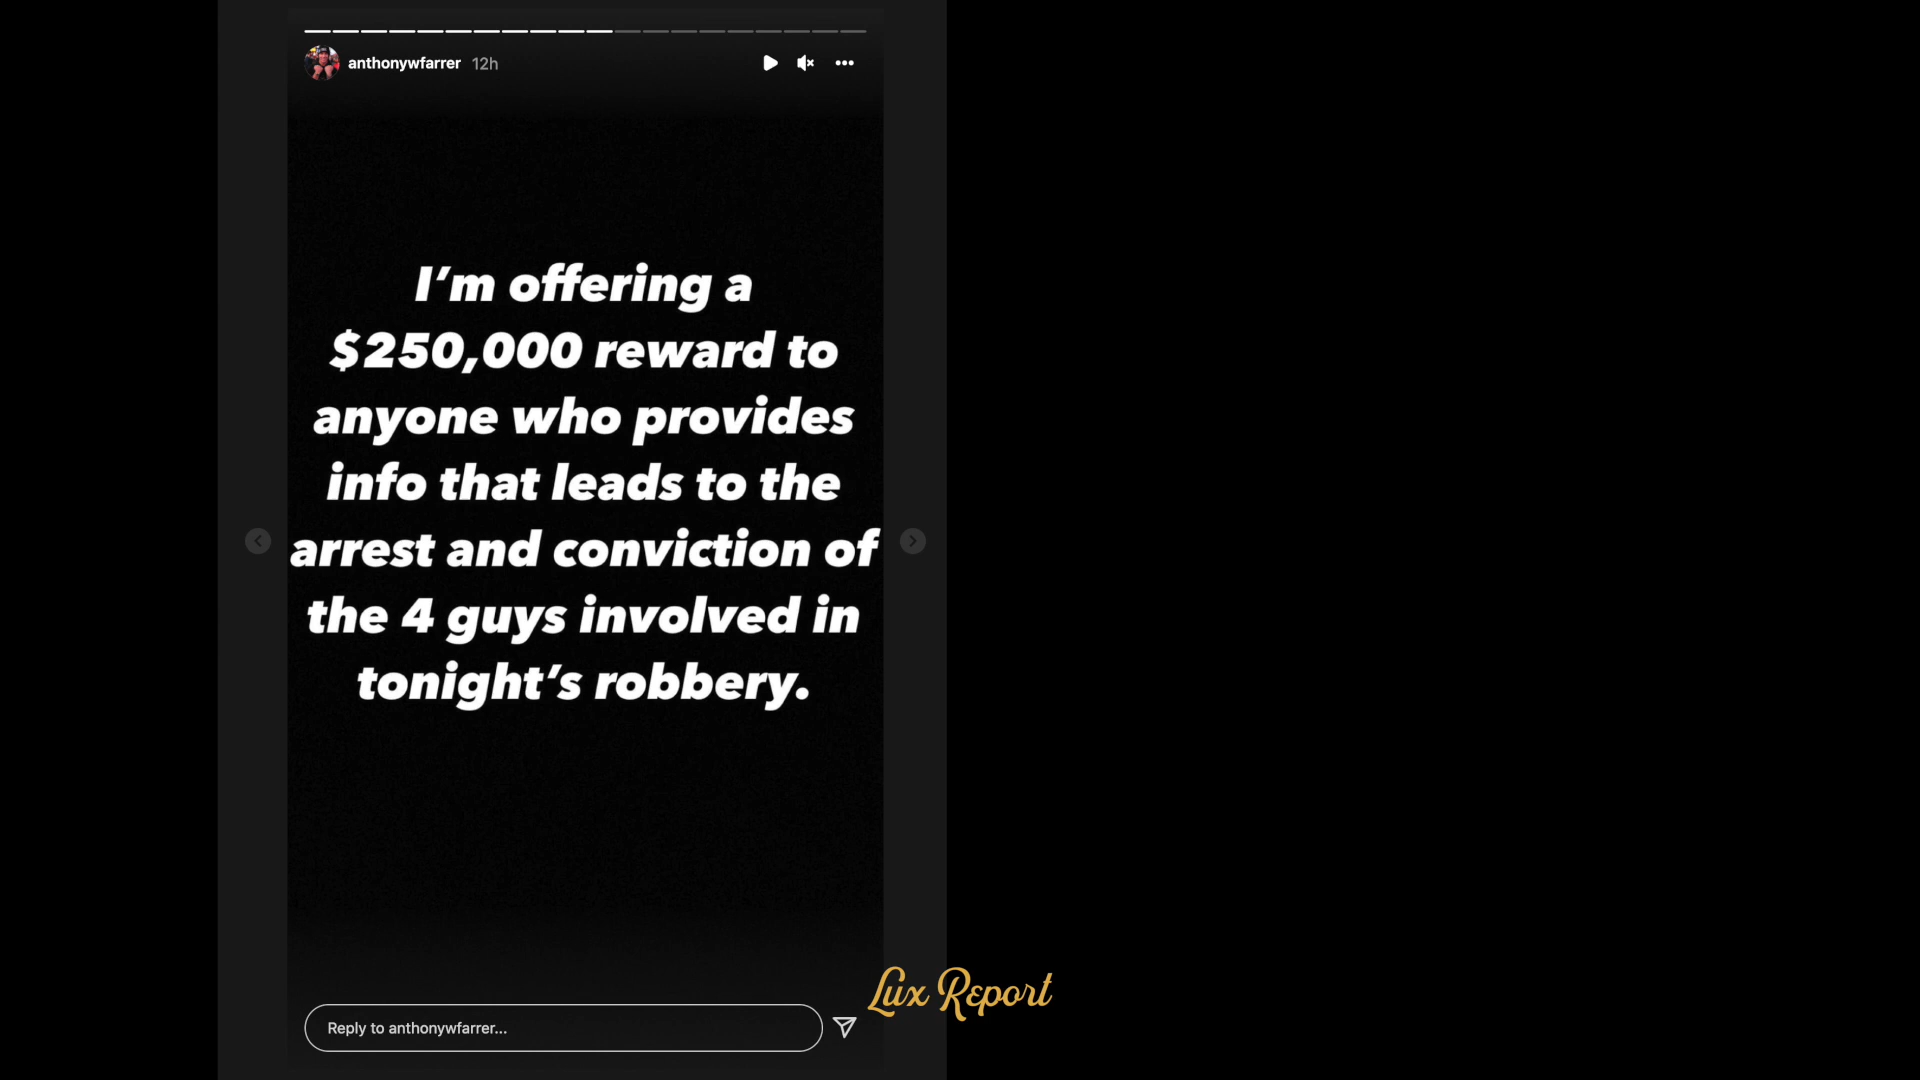 anthonywfarrer 12h
I'm offering a
$250,000 reward to
anyone who provides
info that leads to the
arrest and conviction of
the 4 guys involved in
tonight's robbery.
Lux Report
Reply to anthonywfarrer...